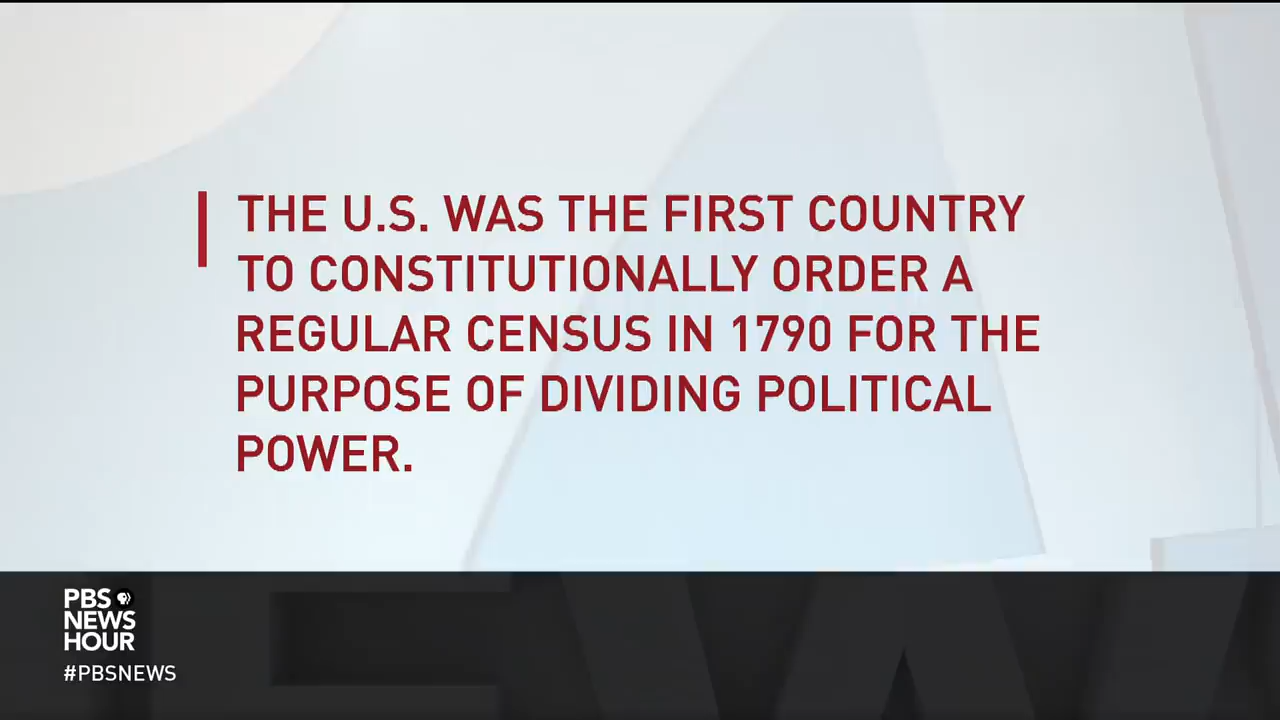 THE U.S. WAS THE FIRST COUNTRY
TO CONSTITUTIONALLY ORDER A
REGULAR CENSUS IN 1790 FOR THE
PURPOSE OF DIVIDING POLITICAL
POWER.
PBS
NEWS
HOUR
#PBSNEWS